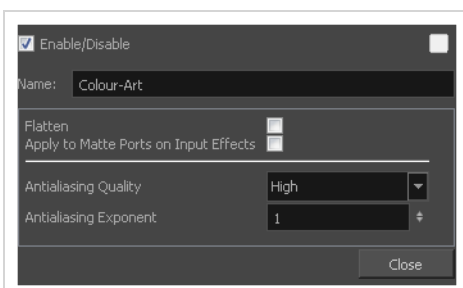 Enable/Disable
Name: Colour-Art
Flatten
Apply to Matte Ports on Input Effects
Antialiasing Quality High
Antialiasing Exponent 1
Close